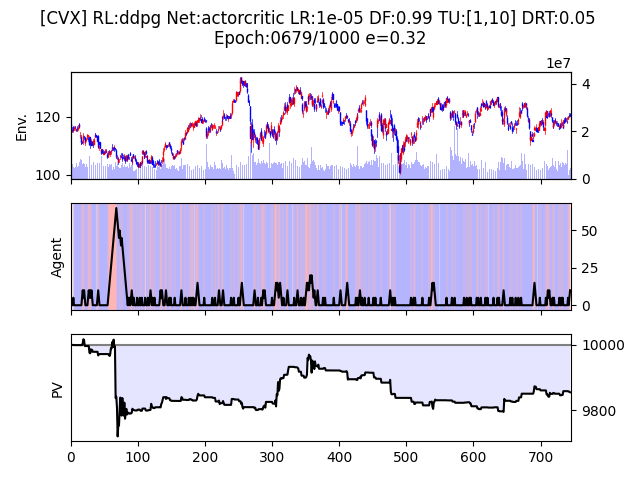 [CVX] RL:ddpg Net:actorcritic LR:1e-05 DF:0.99 TU:[1,10] DRT:0.05
Epoch:0679/1000 e=0.32
1e7
Env.
120
100
4
2
0
Agent
50
25
0
PV
10000
9800
0 100 200 300 400 500 600 700